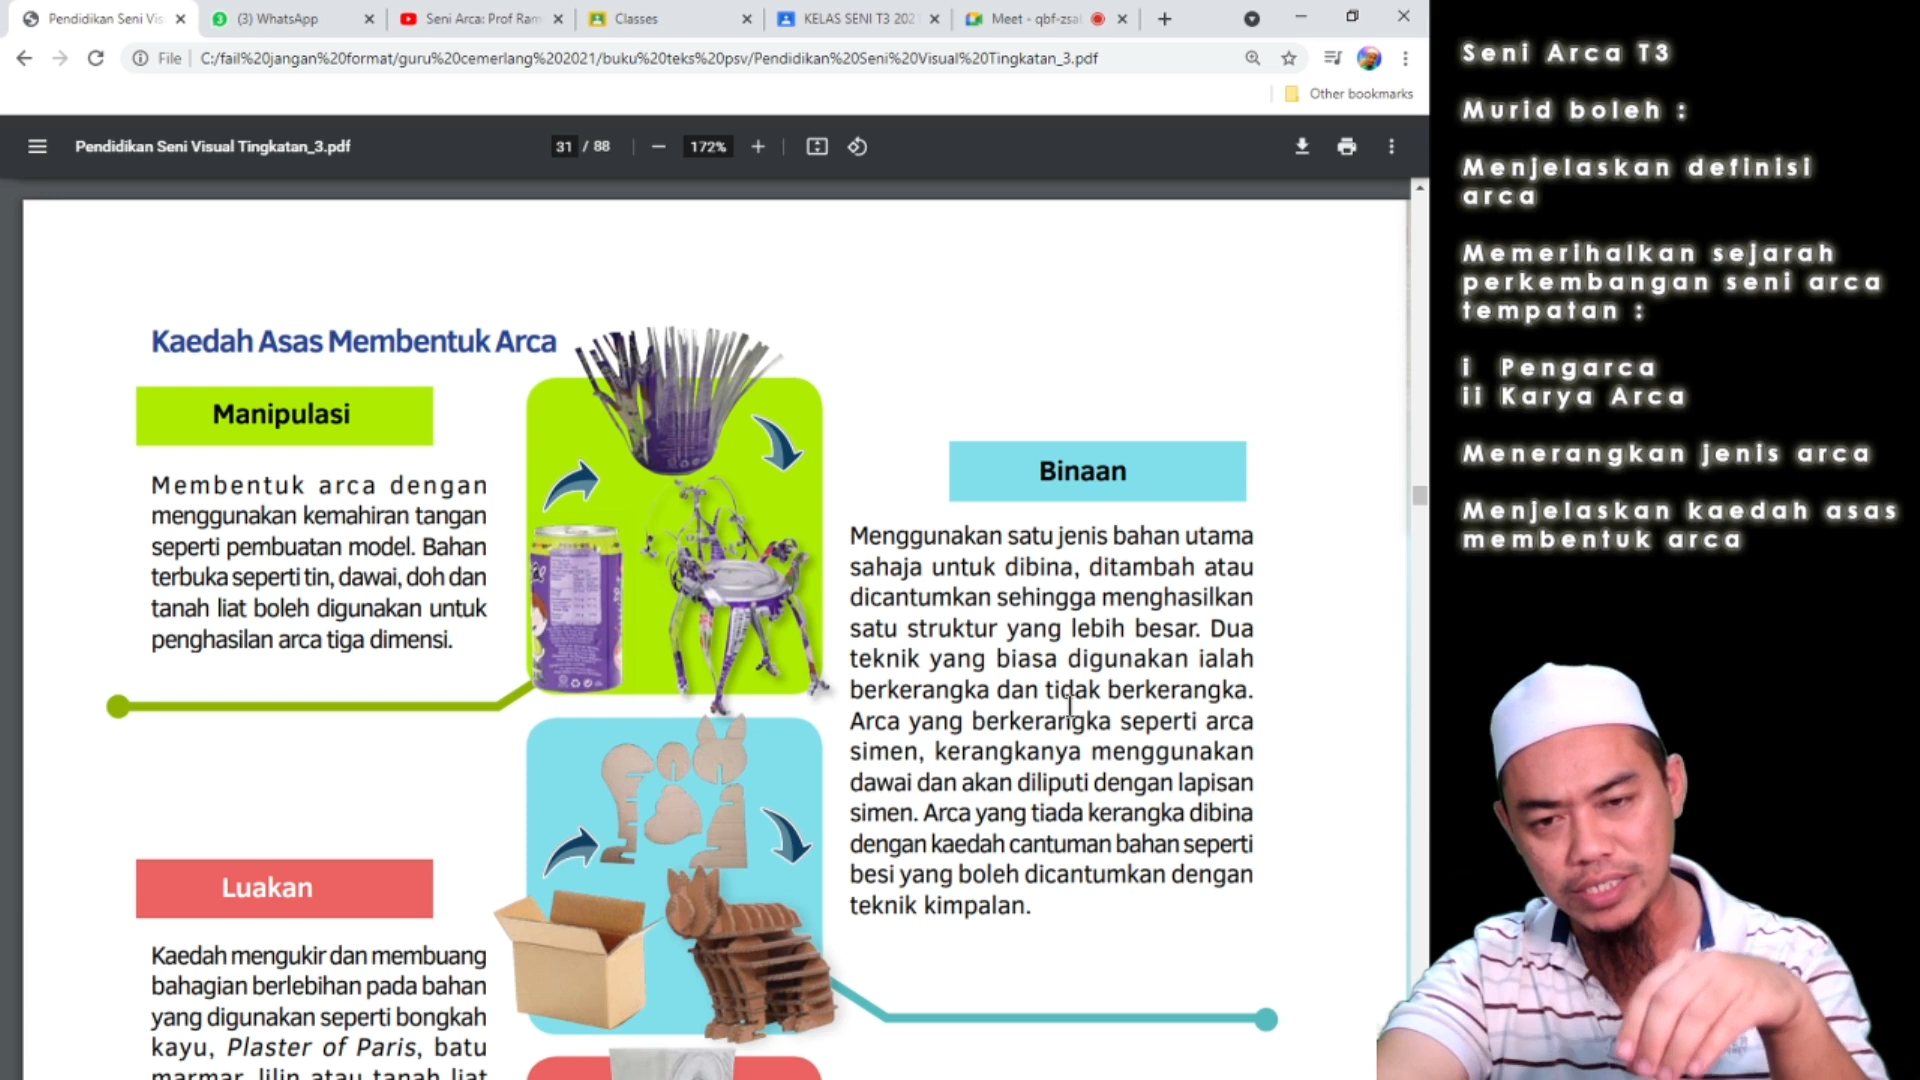 Pendidikan Seni Vis
(3) WhatsApp
Seni Arca: Prof Ram
Classes
KELAS SENI T3 202
Meet - qbf-zsal
File
C:/fail%20jangan%20format/guru%20cemerlang%202021/buku%20teks%20psv/Pendidikan%20Seni%20Visual%20Tingkatan_3.pdf
Other bookmarks
Pendidikan Seni Visual Tingkatan_3.pdf
31 / 88
172%
Kaedah Asas Membentuk Arca
Manipulasi
Membentuk arca dengan
menggunakan kemahiran tangan
seperti pembuatan model. Bahan
terbuka seperti tin, dawai, doh dan
tanah liat boleh digunakan untuk
penghasilan arca tiga dimensi.
Luakan
Kaedah mengukir dan membuang
bahagian berlebihan pada bahan
yang digunakan seperti bongkah
kayu, Plaster of Paris, batu
marmar, lilin atau tanah liat
Binaan
Menggunakan satu jenis bahan utama
sahaja untuk dibina, ditambah atau
dicantumkan sehingga menghasilkan
satu struktur yang lebih besar. Dua
teknik yang biasa digunakan ialah
berkerangka dan tidak berkerangka.
Arca yang berkerangka seperti arca
simen, kerangkanya menggunakan
dawai dan akan diliputi dengan lapisan
simen. Arca yang tiada kerangka dibina
dengan kaedah cantuman bahan seperti
besi yang boleh dicantumkan dengan
teknik kimpalan.
Seni Arca T3
Murid boleh :
Menjelaskan definisi
arca
Memerihalkan sejarah
perkembangan seni arca
tempatan :
i Pengarca
ii Karya Arca
Menerangkan jenis arca
Menjelaskan kaedah asas
membentuk arca